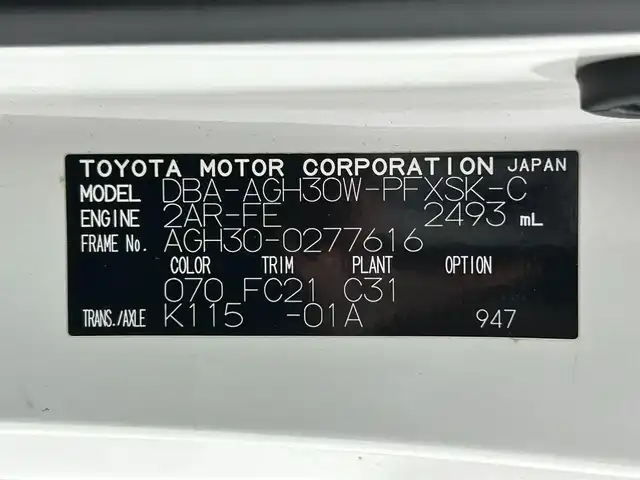 TOYOTA MOTOR CORPORATION JAPAN
MODEL DBA-AGH30W-PFXSK-C
ENGINE 2AR-FE 2493 mL
FRAME No. AGH30-0277616
COLOR TRIM PLANT OPTION
070 FC21 C31
TRANS./AXLE K115 -01A 947